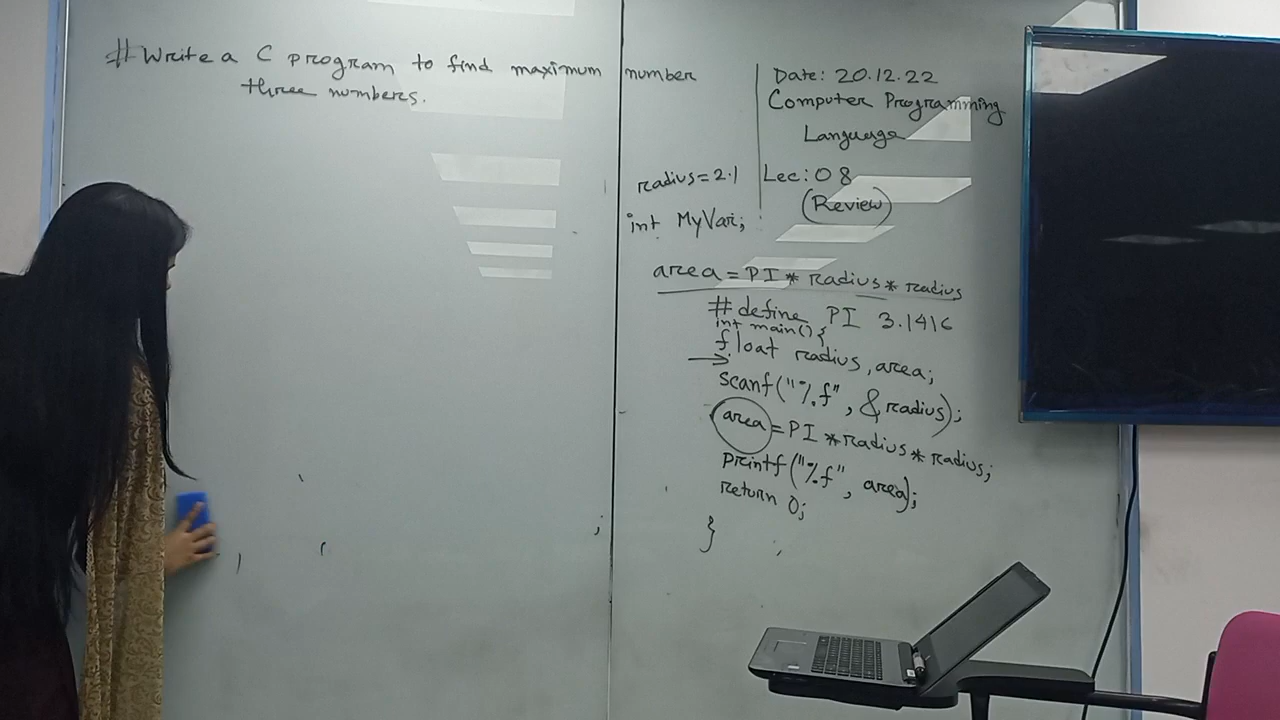 # Write a C program to find maximum number
three numbers.
Date: 20.12.22
Computer Programming
Language
Lec: 08
(Review)
radius=2.1
int MyVar;
area = PI * radius * radius
# define PI 3.1416
int main(){
float radius, area;
scanf("%f", &radius);
area = PI * radius * radius;
printf("%f", area);
return 0;
}